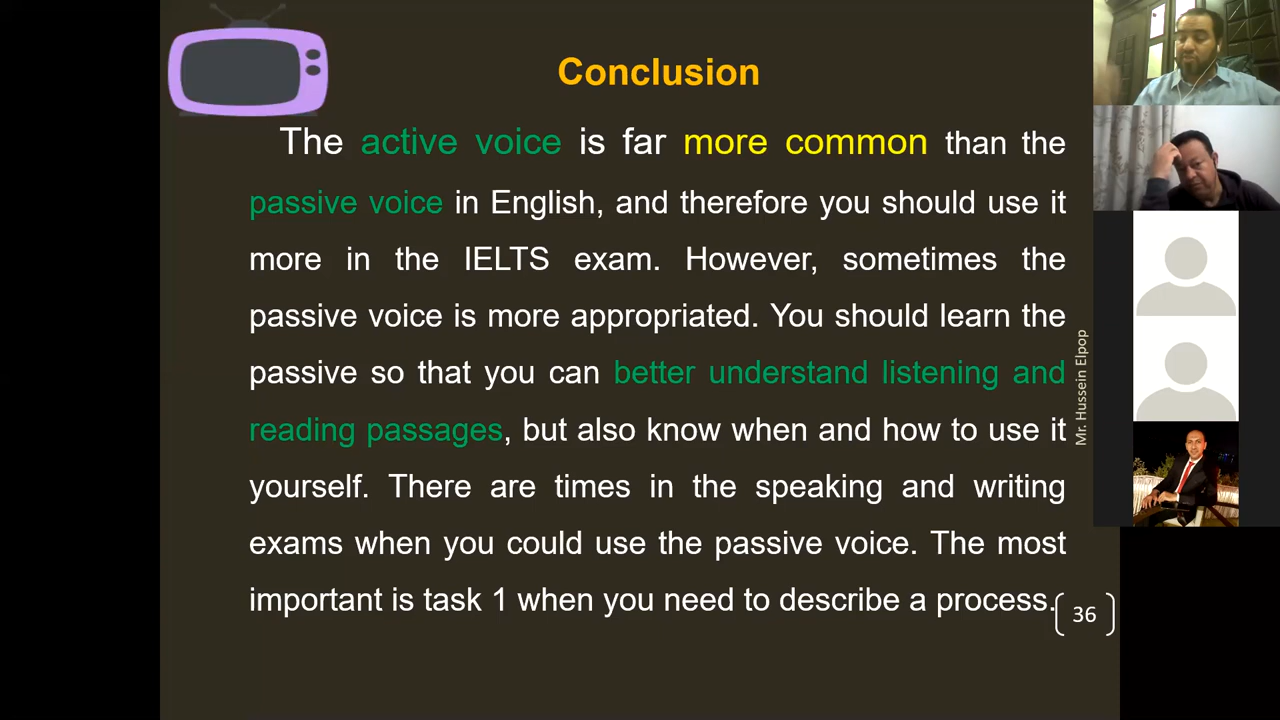 Conclusion
The active voice is far more common than the
passive voice in English, and therefore you should use it
more in the IELTS exam. However, sometimes the
passive voice is more appropriated. You should learn the
passive so that you can better understand listening and
reading passages, but also know when and how to use it
yourself. There are times in the speaking and writing
exams when you could use the passive voice. The most
important is task 1 when you need to describe a process.
36
Mr. Hussein Elpop